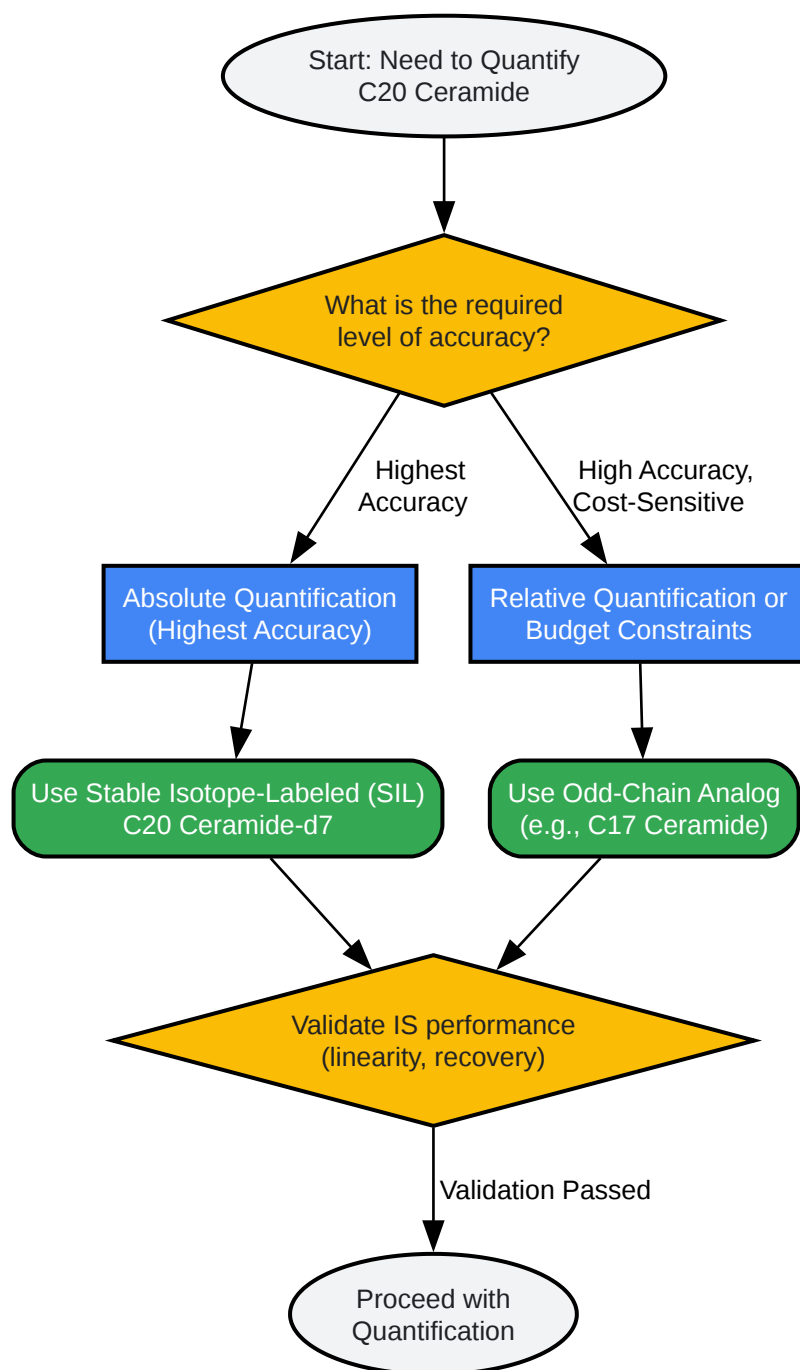 Start: Need to Quantify
C20 Ceramide
What is the required
level of accuracy?
Highest
Accuracy
High Accuracy,
Cost-Sensitive
Absolute Quantification
(Highest Accuracy)
Relative Quantification or
Budget Constraints
Use Stable Isotope-Labeled (SIL)
C20 Ceramide-d7
Use Odd-Chain Analog
(e.g., C17 Ceramide)
Validate IS performance
(linearity, recovery)
Validation Passed
Proceed with
Quantification